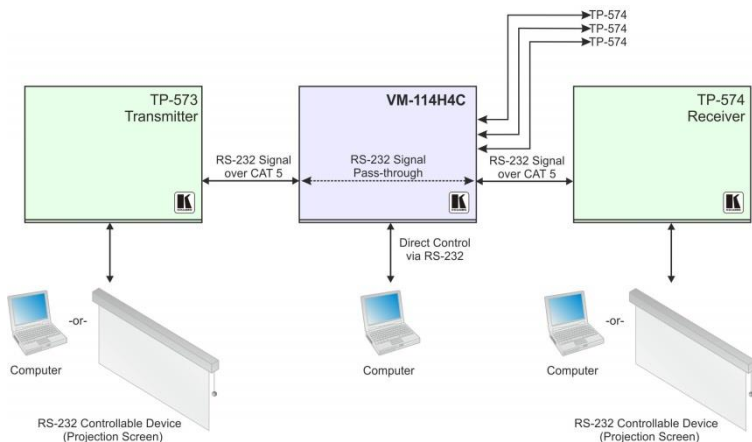 TP-574
TP-574
TP-574
TP-573
Transmitter
VM-114H4C
TP-574
Receiver
RS-232 Signal
over CAT 5
RS-232 Signal
Pass-through
RS-232 Signal
over CAT 5
K
K
K
Direct Control
via RS-232
-or-
-or-
Computer
Computer
Computer
RS-232 Controllable Device
(Projection Screen)
RS-232 Controllable Device
(Projection Screen)